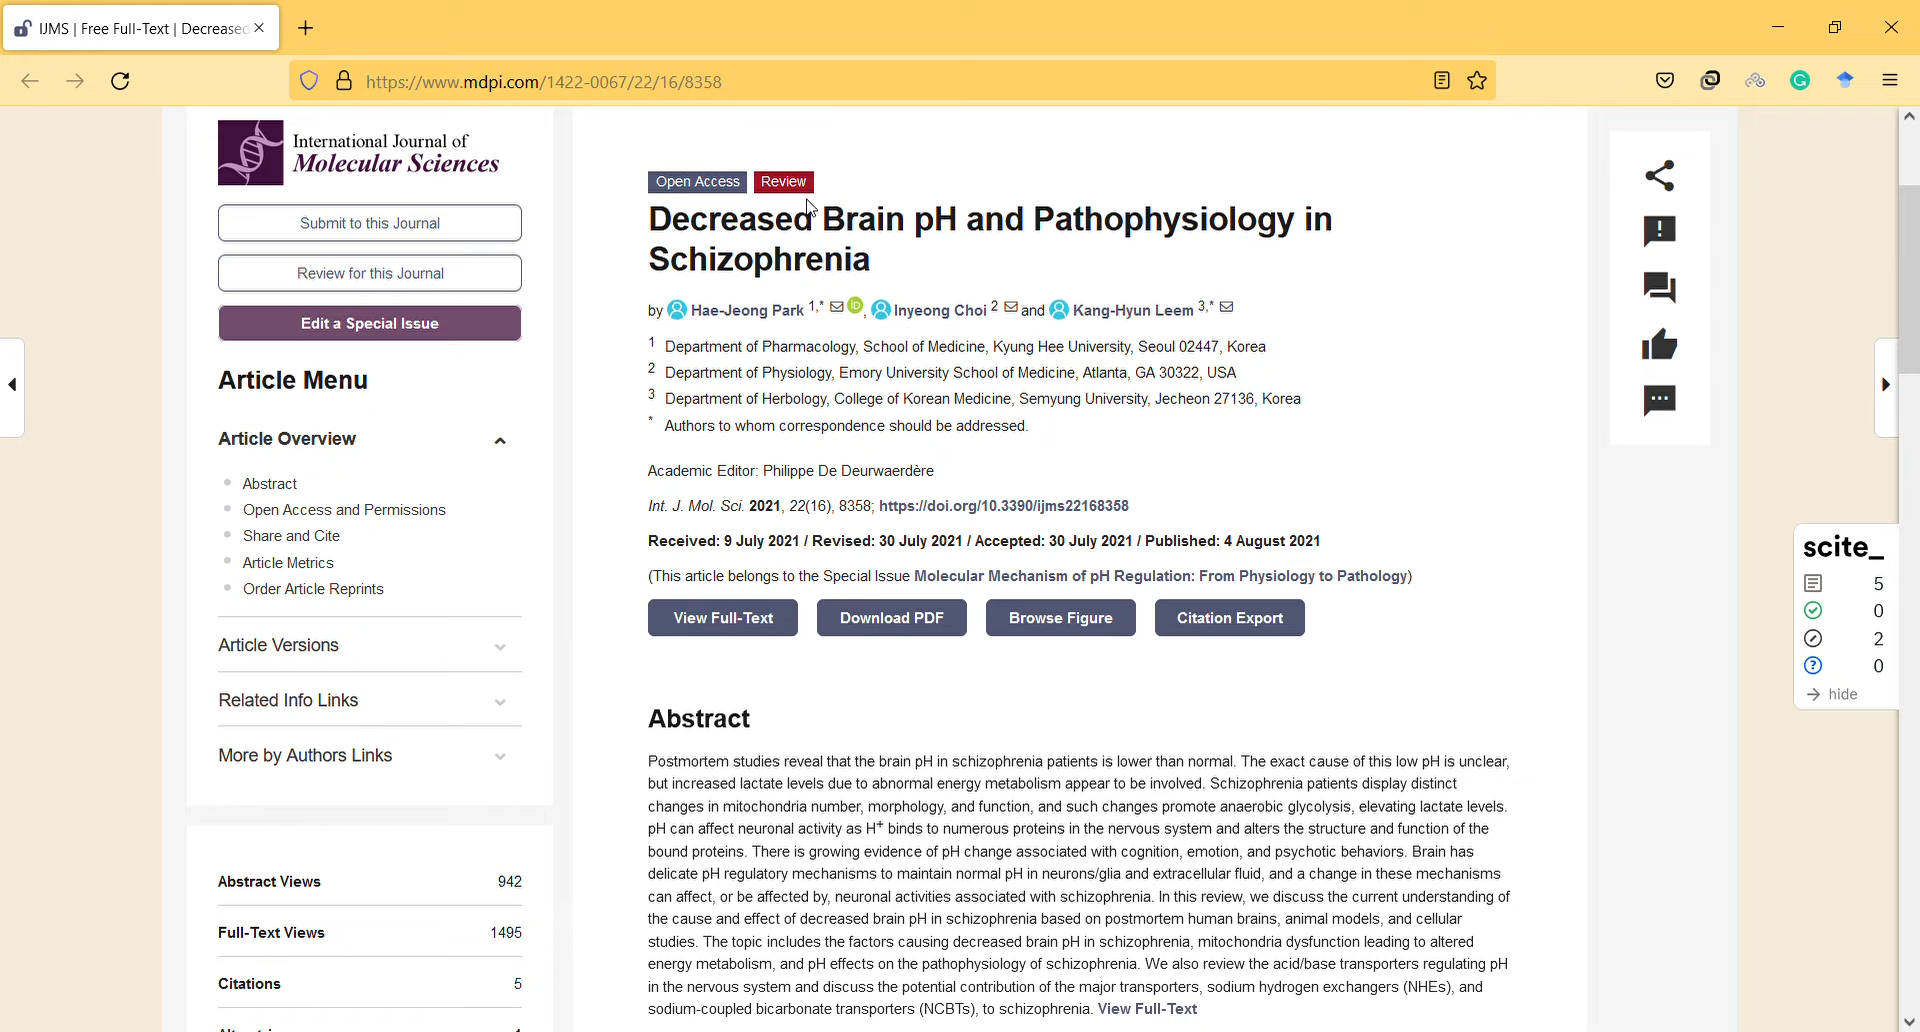 IJMS | Free Full-Text | Decreased
https://www.mdpi.com/1422-0067/22/16/8358
International Journal of
Molecular Sciences
Submit to this Journal
Review for this Journal
Edit a Special Issue
Article Menu
Article Overview
Abstract
Open Access and Permissions
Share and Cite
Article Metrics
Order Article Reprints
Article Versions
Related Info Links
More by Authors Links
Abstract Views 942
Full-Text Views 1495
Citations 5
Open Access Review
Decreased Brain pH and Pathophysiology in
Schizophrenia
by Hae-Jeong Park 1,* iD, Inyeong Choi 2 and Kang-Hyun Leem 3,*
1 Department of Pharmacology, School of Medicine, Kyung Hee University, Seoul 02447, Korea
2 Department of Physiology, Emory University School of Medicine, Atlanta, GA 30322, USA
3 Department of Herbology, College of Korean Medicine, Semyung University, Jecheon 27136, Korea
* Authors to whom correspondence should be addressed.
Academic Editor: Philippe De Deurwaerdère
Int. J. Mol. Sci. 2021, 22(16), 8358; https://doi.org/10.3390/ijms22168358
Received: 9 July 2021 / Revised: 30 July 2021 / Accepted: 30 July 2021 / Published: 4 August 2021
(This article belongs to the Special Issue Molecular Mechanism of pH Regulation: From Physiology to Pathology)
View Full-Text Download PDF Browse Figure Citation Export
Abstract
Postmortem studies reveal that the brain pH in schizophrenia patients is lower than normal. The exact cause of this low pH is unclear,
but increased lactate levels due to abnormal energy metabolism appear to be involved. Schizophrenia patients display distinct
changes in mitochondria number, morphology, and function, and such changes promote anaerobic glycolysis, elevating lactate levels.
pH can affect neuronal activity as H+ binds to numerous proteins in the nervous system and alters the structure and function of the
bound proteins. There is growing evidence of pH change associated with cognition, emotion, and psychotic behaviors. Brain has
delicate pH regulatory mechanisms to maintain normal pH in neurons/glia and extracellular fluid, and a change in these mechanisms
can affect, or be affected by, neuronal activities associated with schizophrenia. In this review, we discuss the current understanding of
the cause and effect of decreased brain pH in schizophrenia based on postmortem human brains, animal models, and cellular
studies. The topic includes the factors causing decreased brain pH in schizophrenia, mitochondria dysfunction leading to altered
energy metabolism, and pH effects on the pathophysiology of schizophrenia. We also review the acid/base transporters regulating pH
in the nervous system and discuss the potential contribution of the major transporters, sodium hydrogen exchangers (NHEs), and
sodium-coupled bicarbonate transporters (NCBTs), to schizophrenia. View Full-Text
scite_
5
0
2
0
hide